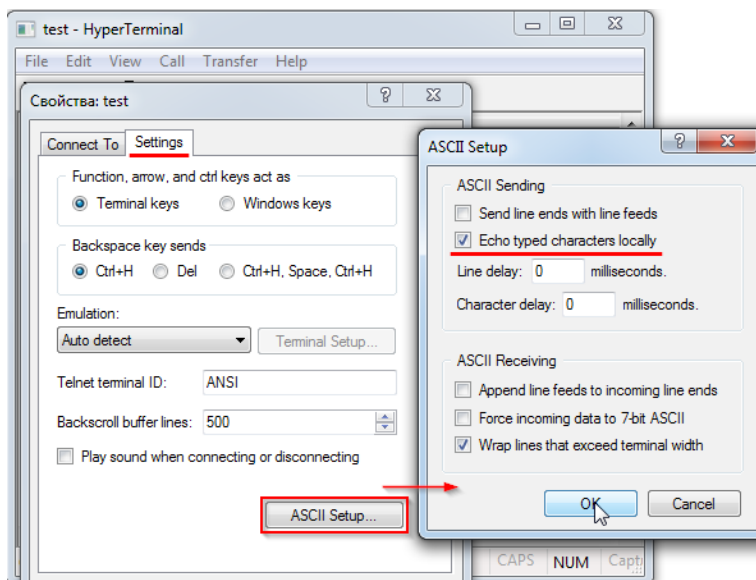 test - HyperTerminal
File Edit View Call Transfer Help
Свойства: test
Connect To Settings
Function, arrow, and ctrl keys act as
Terminal keys Windows keys
Backspace key sends
Ctrl+H Del Ctrl+H, Space, Ctrl+H
Emulation:
Auto detect Terminal Setup...
Telnet terminal ID: ANSI
Backscroll buffer lines: 500
Play sound when connecting or disconnecting
ASCII Setup...
ASCII Setup
ASCII Sending
Send line ends with line feeds
Echo typed characters locally
Line delay: 0 milliseconds.
Character delay: 0 milliseconds.
ASCII Receiving
Append line feeds to incoming line ends
Force incoming data to 7-bit ASCII
Wrap lines that exceed terminal width
OK Cancel
CAPS NUM